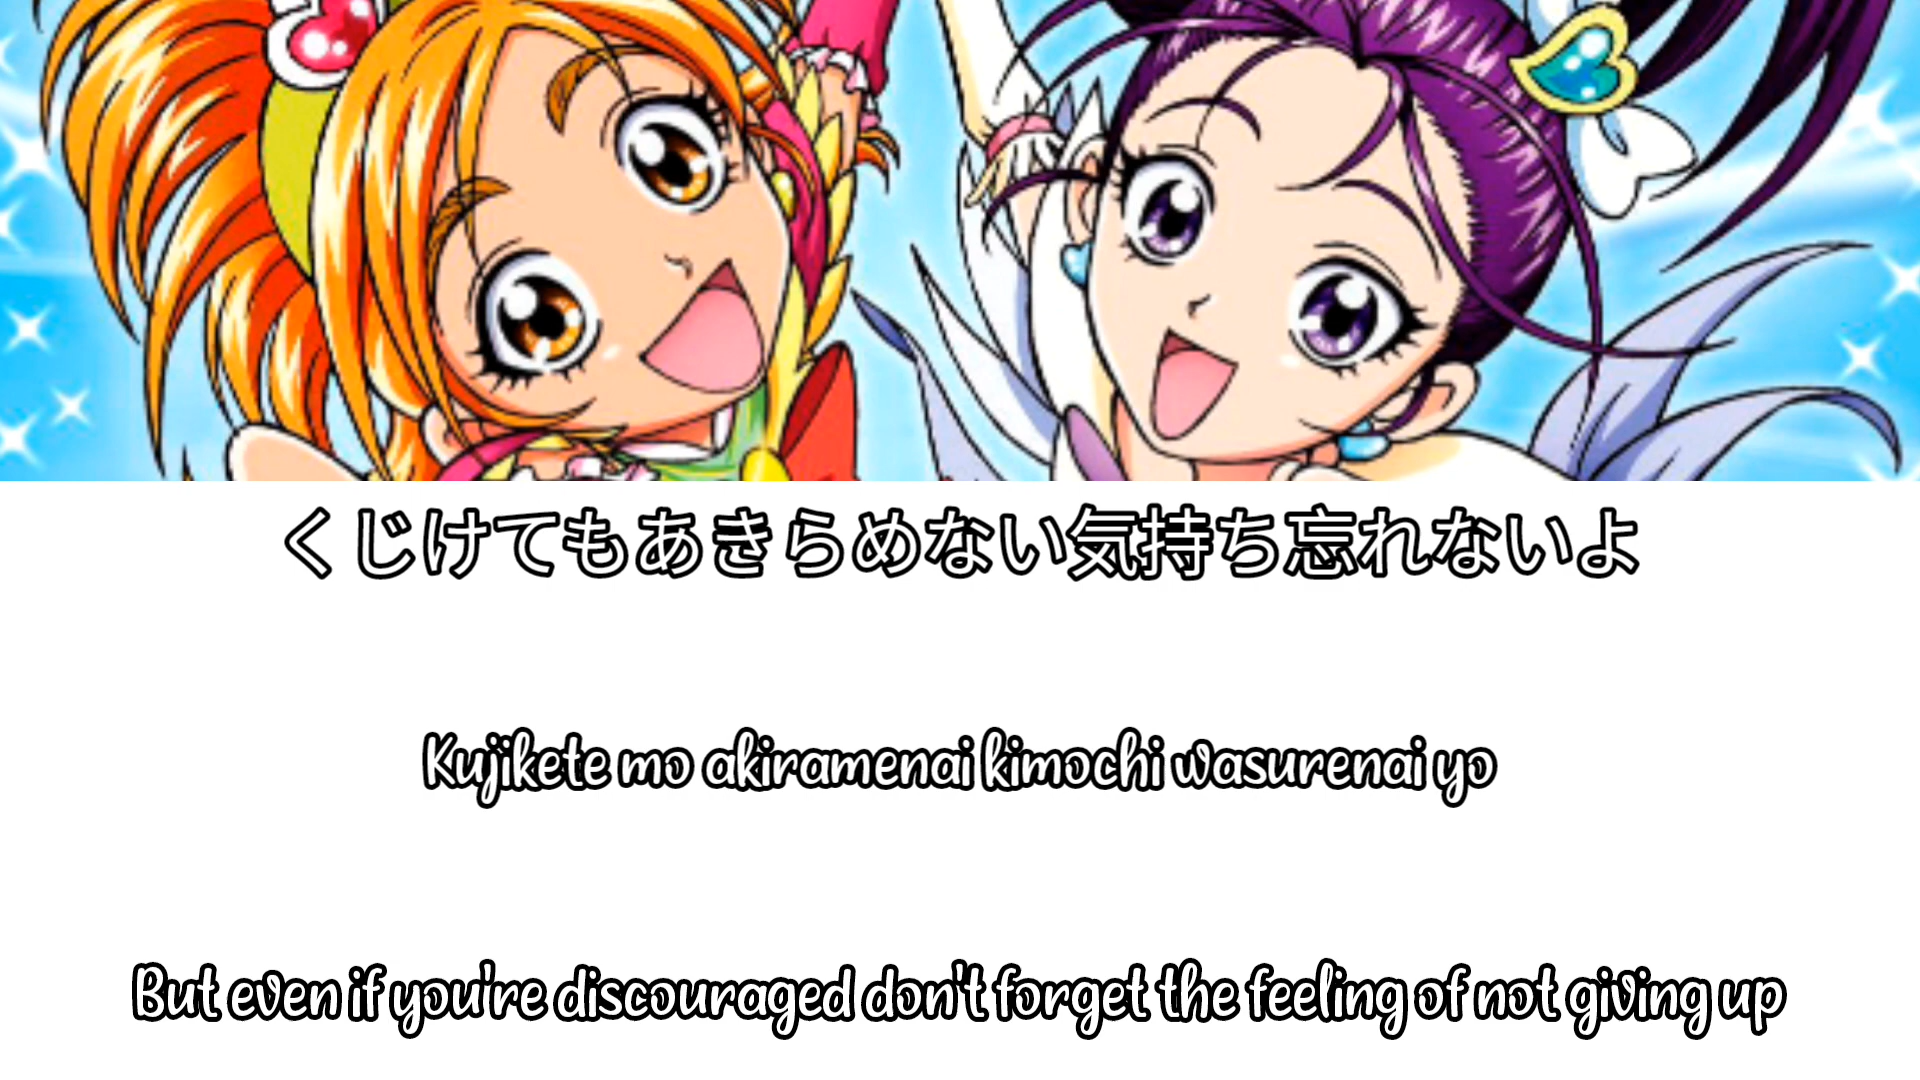 くじけてもあきらめない気持ち忘れないよ
Kujikete mo akiramenai kimochi wasurenai yo
But even if you're discouraged don't forget the feeling of not giving up